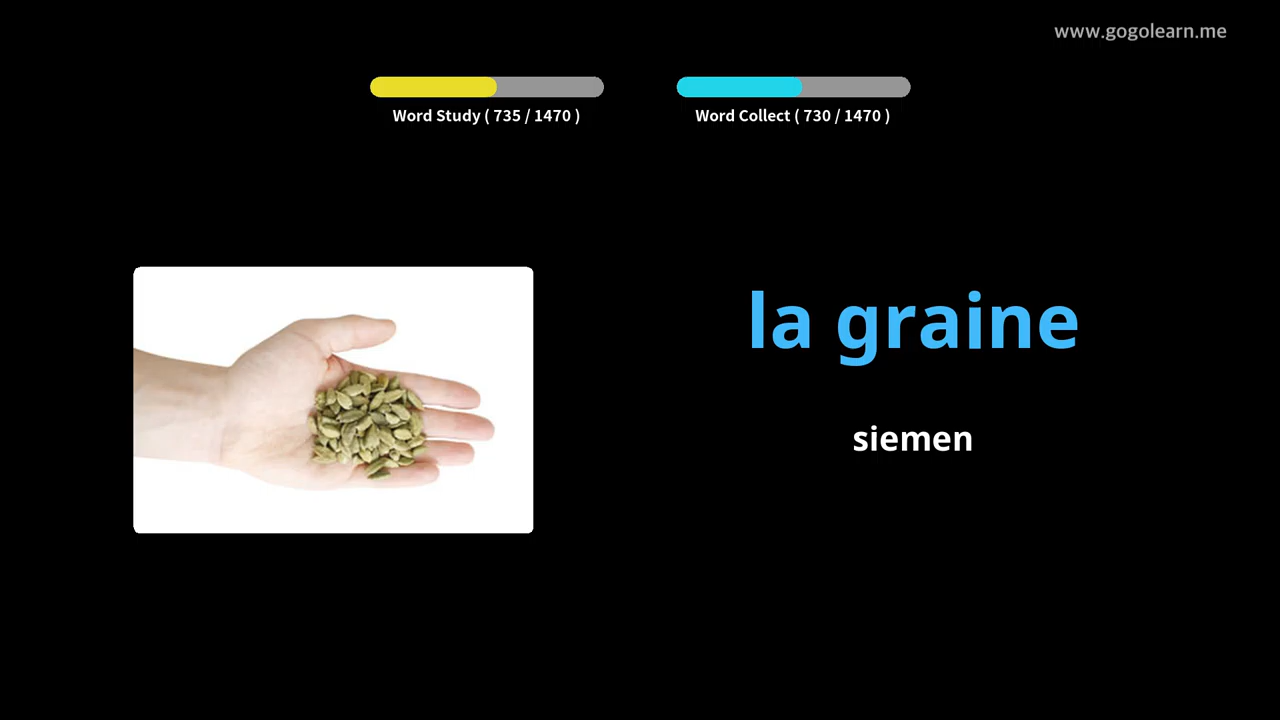 www.gogolearn.me
Word Study ( 735 / 1470 )
Word Collect ( 730 / 1470 )
la graine
siemen